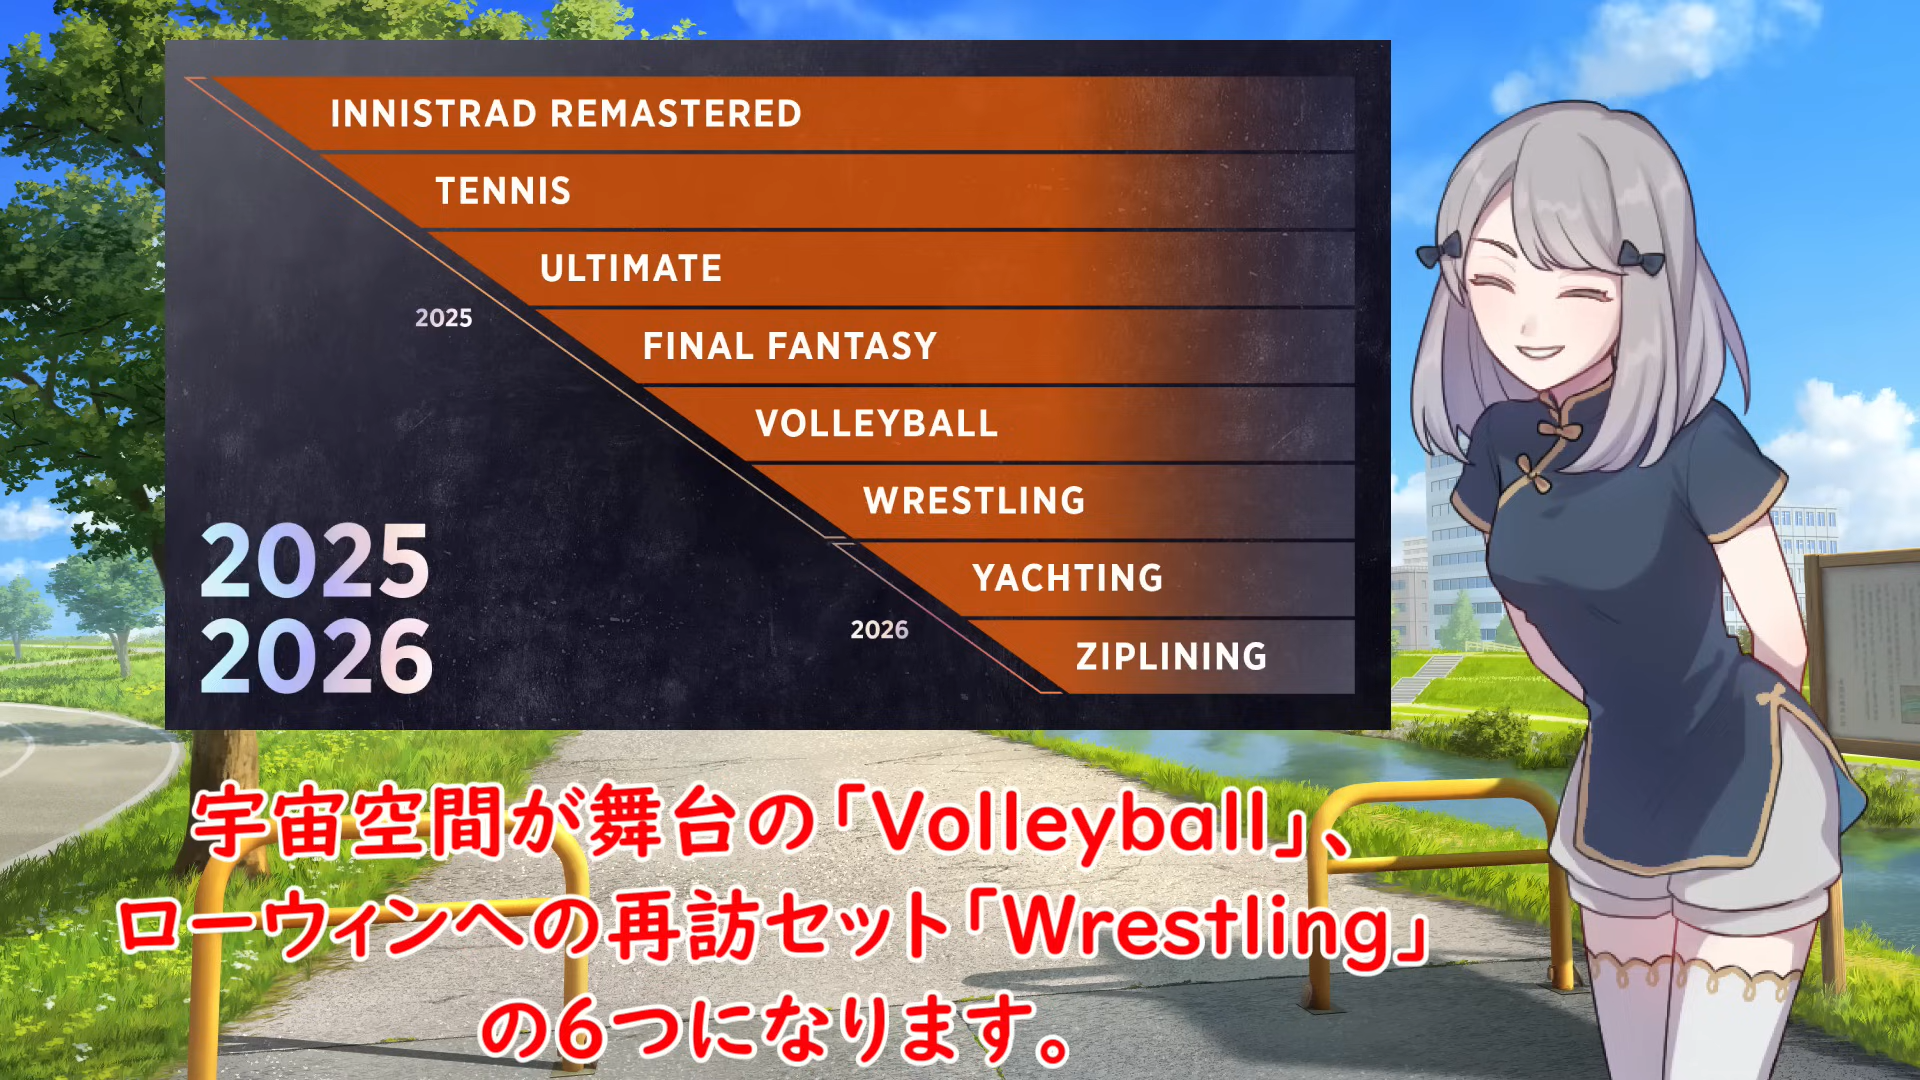 INNISTRAD REMASTERED
TENNIS
ULTIMATE
2025
FINAL FANTASY
VOLLEYBALL
WRESTLING
YACHTING
2026
ZIPLINING
2025
2026
宇宙空間が舞台の「Volleyball」、
ローウィンへの再訪セット「Wrestling」
の6つになります。